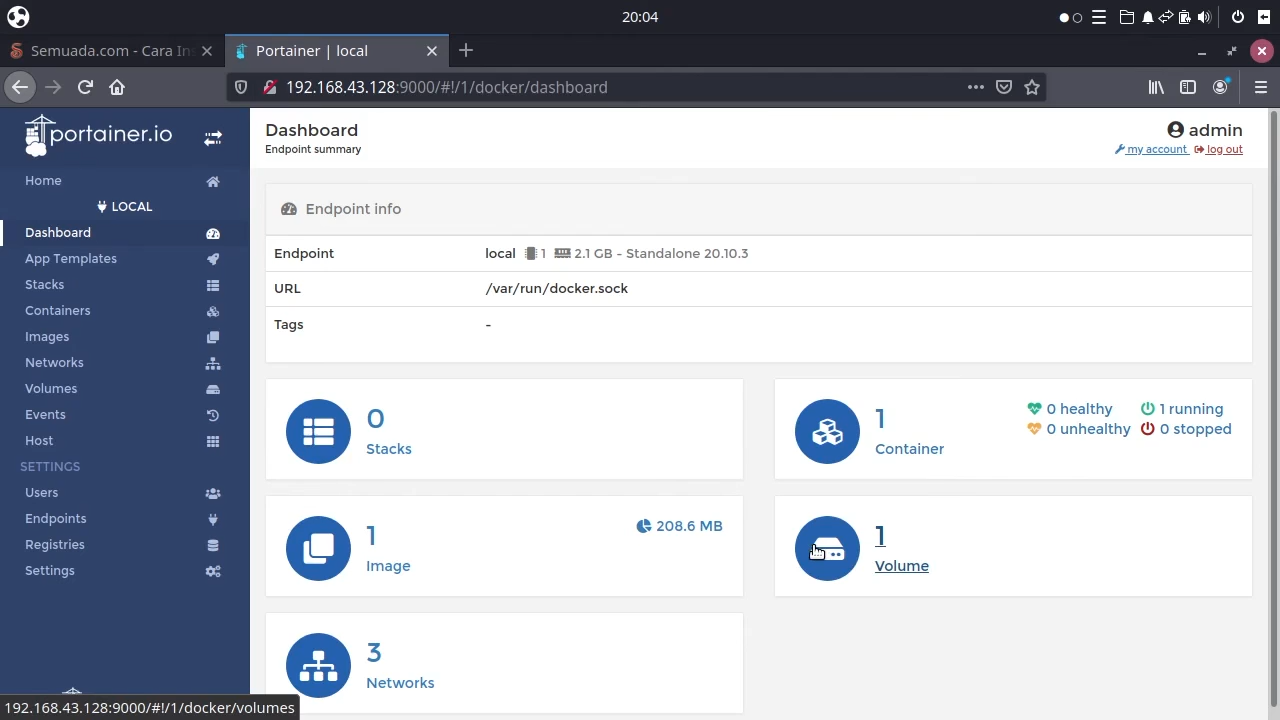 20:04
Semuada.com - Cara Ins
Portainer | local
192.168.43.128:9000/#!/1/docker/dashboard
portainer.io
Home
LOCAL
Dashboard
App Templates
Stacks
Containers
Images
Networks
Volumes
Events
Host
SETTINGS
Users
Endpoints
Registries
Settings
Dashboard
Endpoint summary
admin
my account log out
Endpoint info
Endpoint local 1 2.1 GB - Standalone 20.10.3
URL /var/run/docker.sock
Tags -
0
Stacks
1
Container
0 healthy 1 running
0 unhealthy 0 stopped
1
Image
208.6 MB
1
Volume
3
Networks
192.168.43.128:9000/#!/1/docker/volumes